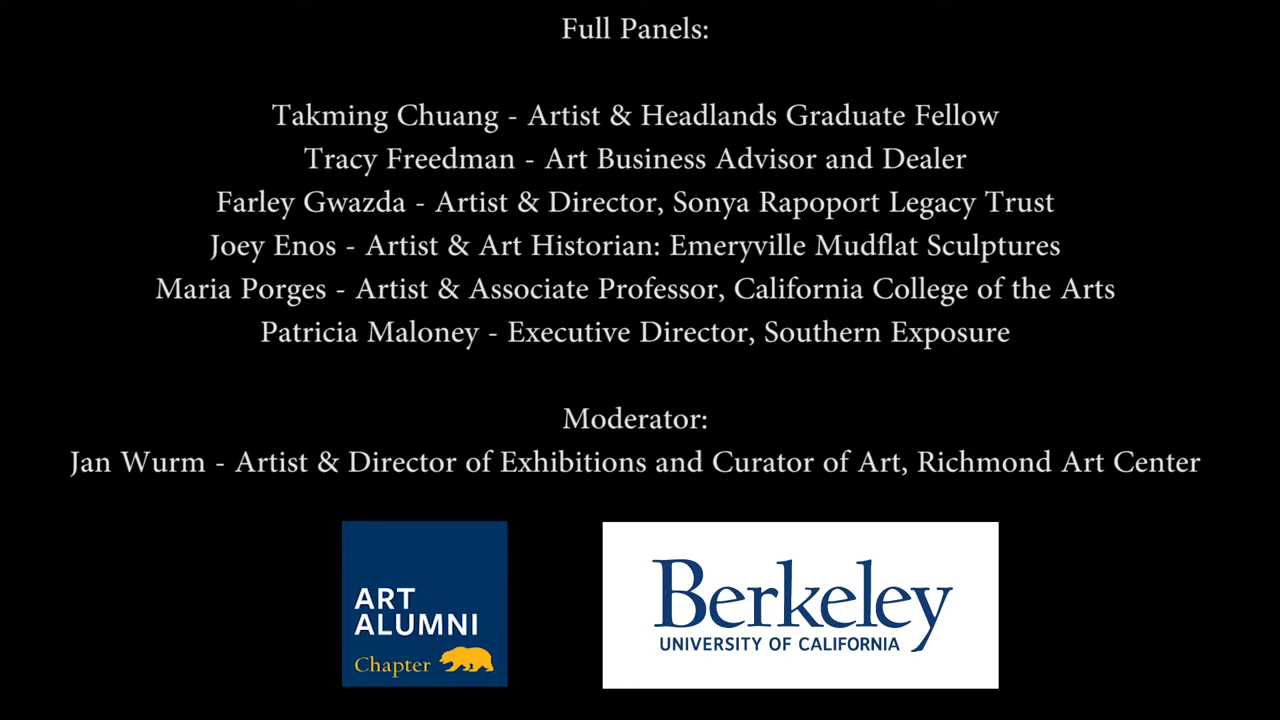 Full Panels:
Takming Chuang - Artist & Headlands Graduate Fellow
Tracy Freedman - Art Business Advisor and Dealer
Farley Gwazda - Artist & Director, Sonya Rapoport Legacy Trust
Joey Enos - Artist & Art Historian: Emeryville Mudflat Sculptures
Maria Porges - Artist & Associate Professor, California College of the Arts
Patricia Maloney - Executive Director, Southern Exposure
Moderator:
Jan Wurm - Artist & Director of Exhibitions and Curator of Art, Richmond Art Center
ART
ALUMNI
Chapter
Berkeley
UNIVERSITY OF CALIFORNIA